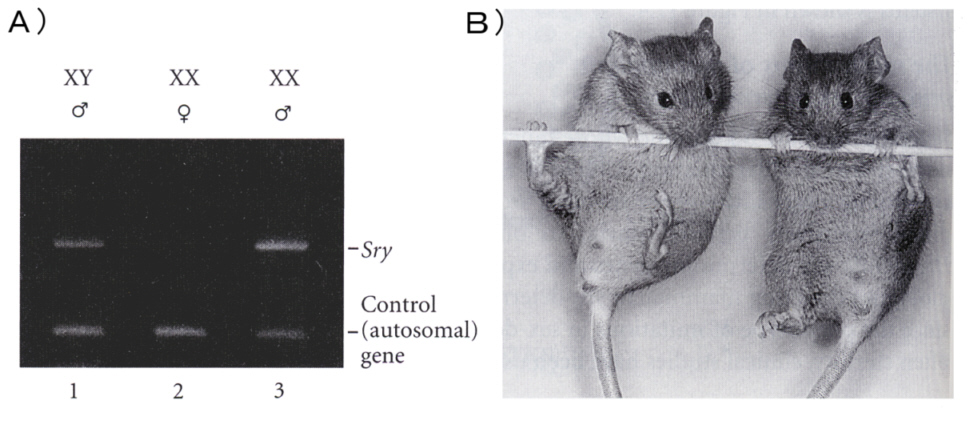 A)
XY XX XX
♂ ♀ ♂
–Sry
Control
–(autosomal)
gene
1 2 3
B)